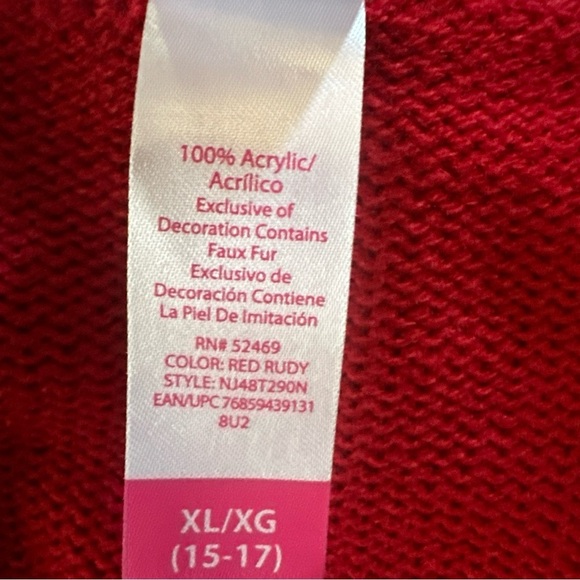 100% Acrylic/
Acrílico
Exclusive of
Decoration Contains
Faux Fur
Exclusivo de
Decoración Contiene
La Piel De Imitación
RN# 52469
COLOR: RED RUDY
STYLE: NJ48T290N
EAN/UPC 76859439131
8U2
XL/XG
(15-17)